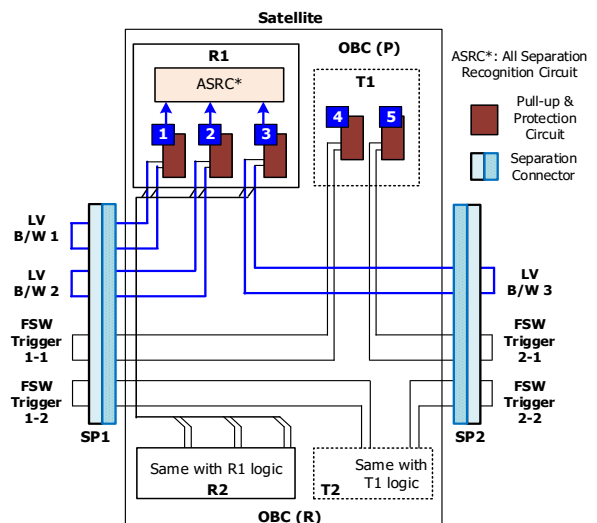 Satellite
R1
OBC (P)
ASRC*
T1
1
2
3
4
5
ASRC*: All Separation
Recognition Circuit
Pull-up &
Protection
Circuit
Separation
Connector
LV
B/W 1
LV
B/W 2
FSW
Trigger
1-1
FSW
Trigger
1-2
SP1
LV
B/W 3
FSW
Trigger
2-1
FSW
Trigger
2-2
SP2
Same with R1 logic
R2
Same with
T1 logic
T2
OBC (R)